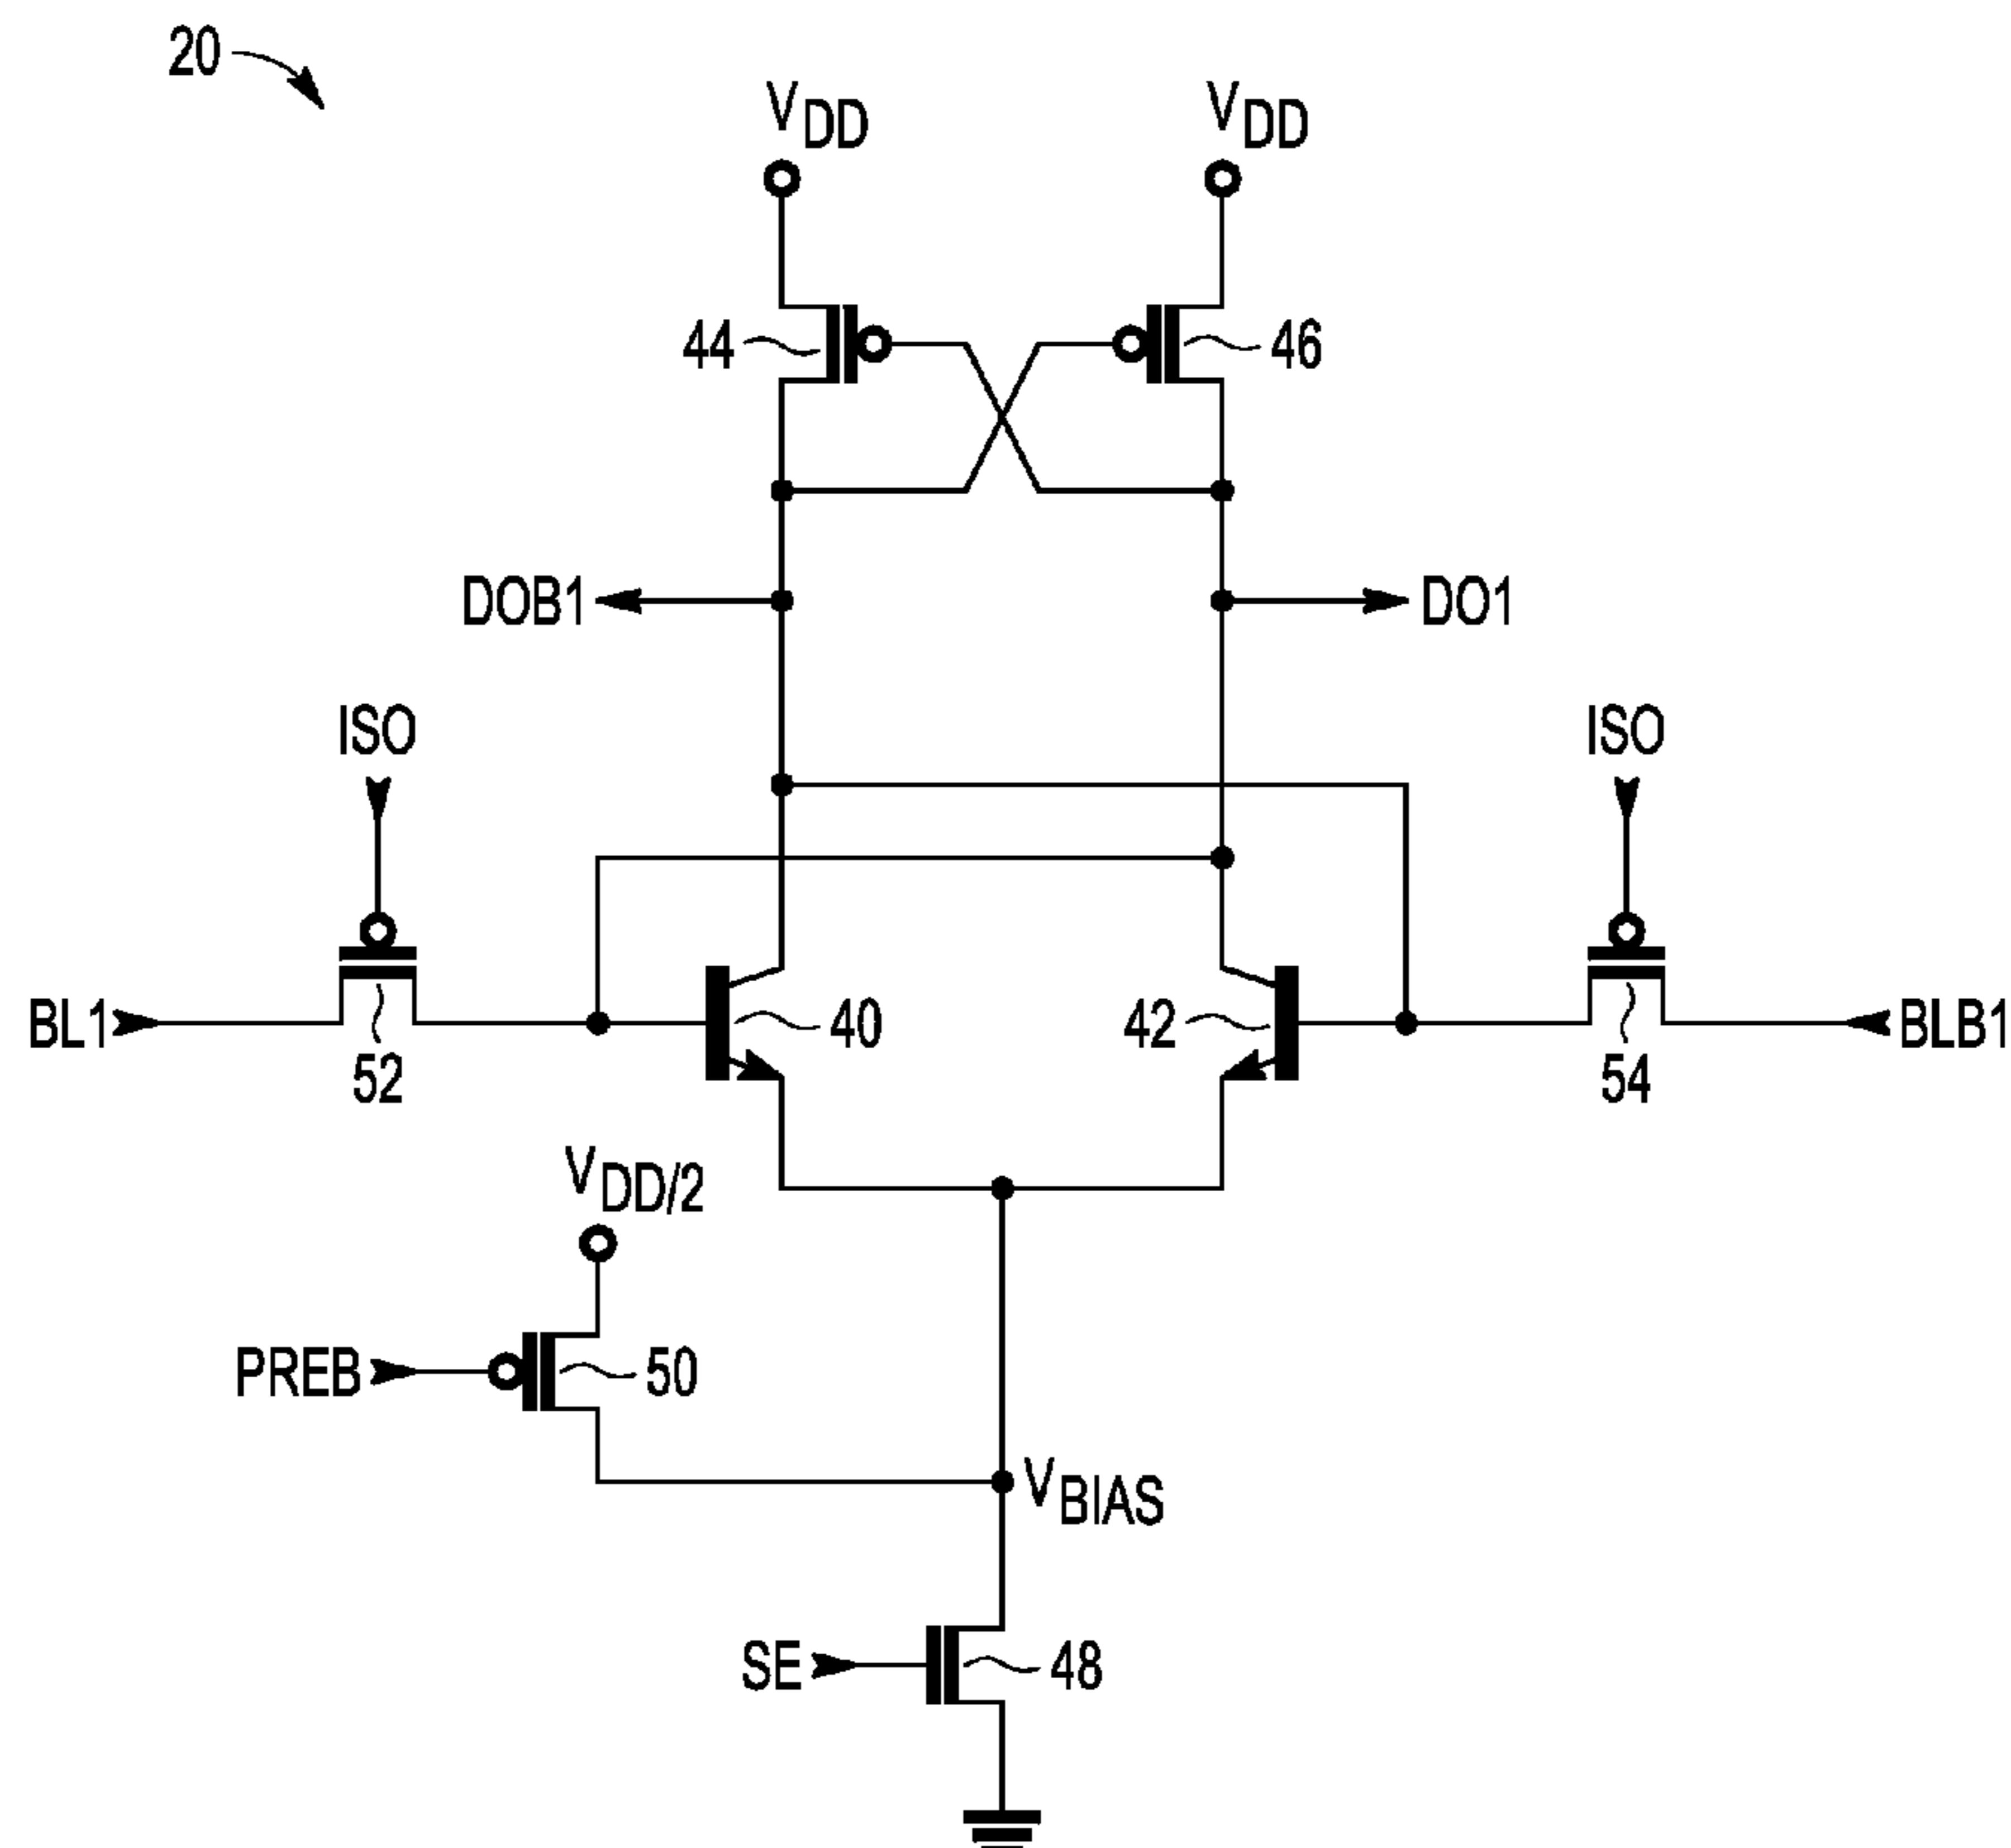 20
VDD
VDD
44
46
DOB1
DO1
ISO
ISO
BL1
40
42
BLB1
52
54
VDD/2
PREB
50
VBIAS
SE
48